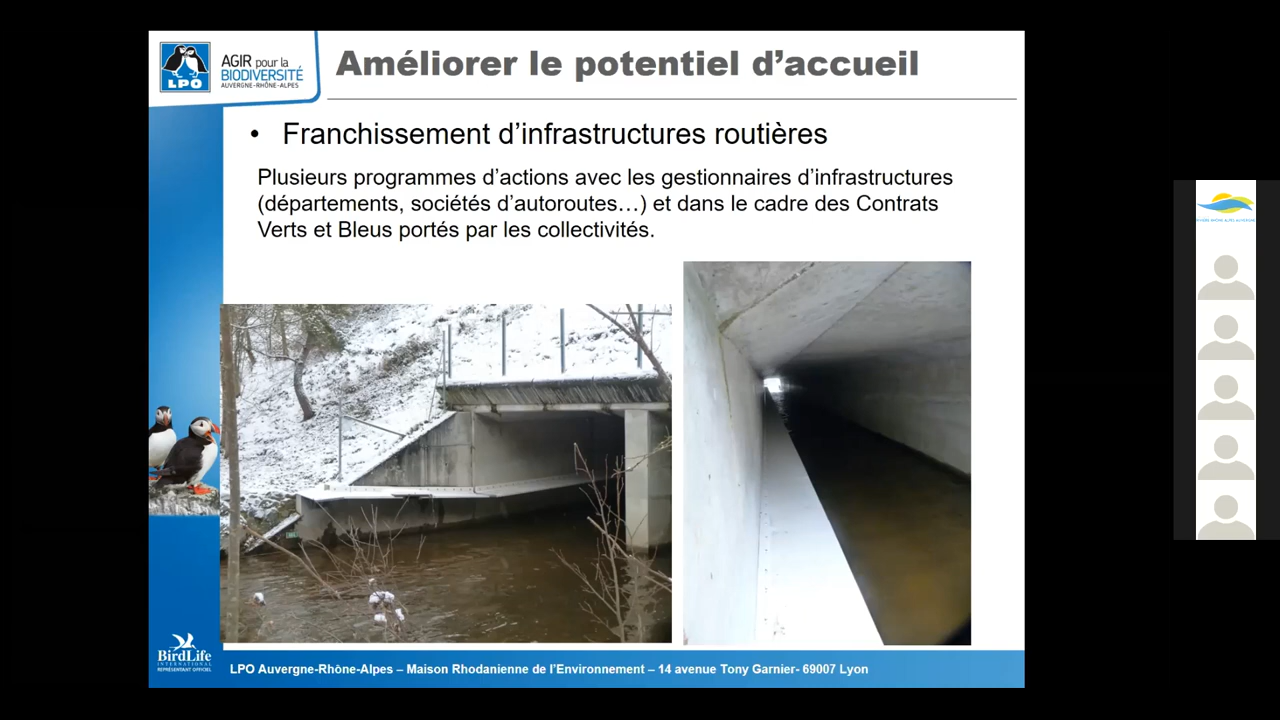 LPO
AGIR pour la
BIODIVERSITÉ
AUVERGNE-RHÔNE-ALPES
Améliorer le potentiel d’accueil
• Franchissement d’infrastructures routières
Plusieurs programmes d’actions avec les gestionnaires d’infrastructures
(départements, sociétés d’autoroutes…) et dans le cadre des Contrats
Verts et Bleus portés par les collectivités.
BirdLife
INTERNATIONAL
REPRÉSENTANT OFFICIEL
LPO Auvergne-Rhône-Alpes – Maison Rhodanienne de l’Environnement – 14 avenue Tony Garnier- 69007 Lyon